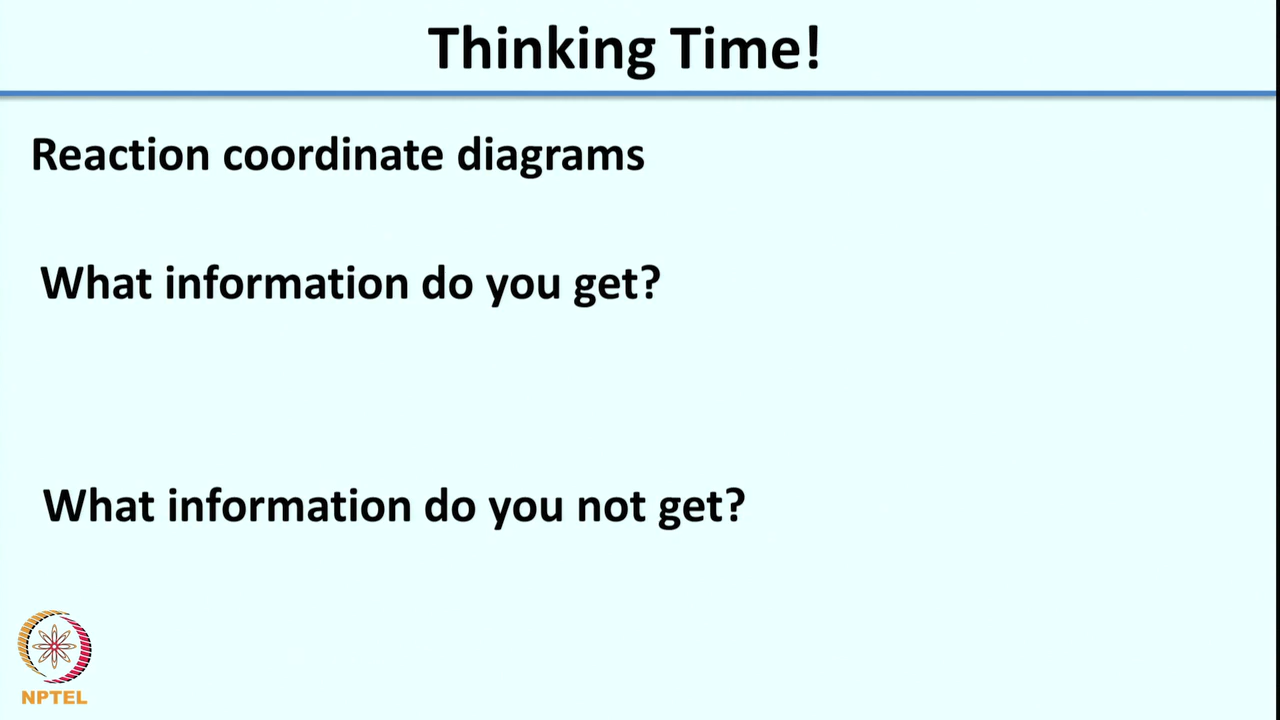 Thinking Time!
Reaction coordinate diagrams
What information do you get?
What information do you not get?
NPTEL